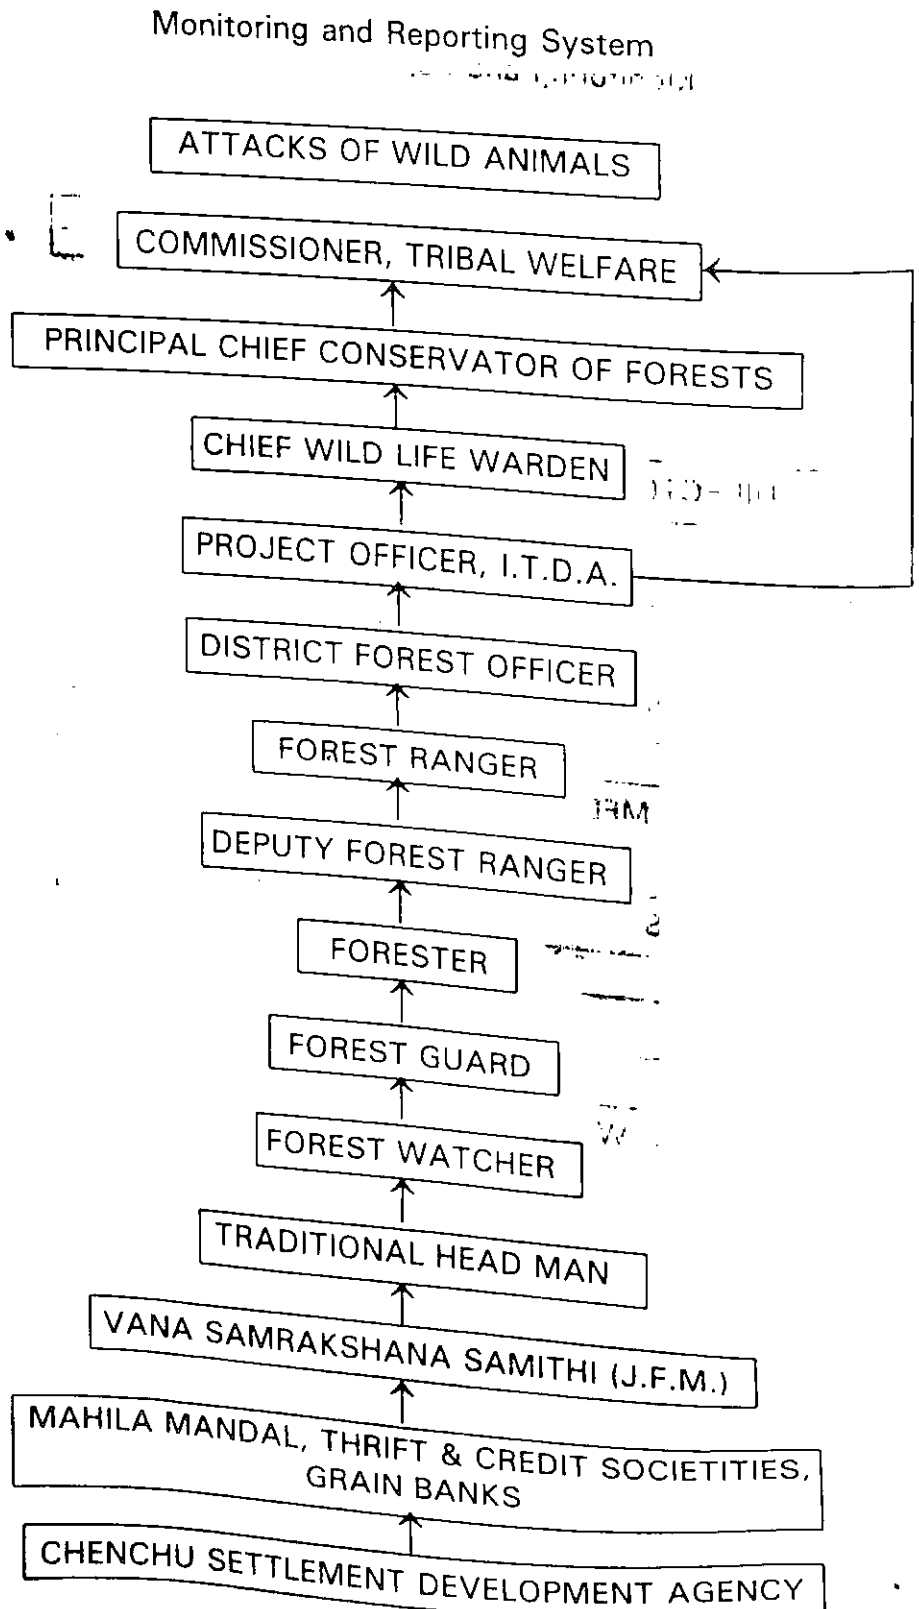 Monitoring and Reporting System
ATTACKS OF WILD ANIMALS
COMMISSIONER, TRIBAL WELFARE
PRINCIPAL CHIEF CONSERVATOR OF FORESTS
CHIEF WILD LIFE WARDEN
PROJECT OFFICER, I.T.D.A.
DISTRICT FOREST OFFICER
FOREST RANGER
DEPUTY FOREST RANGER
FORESTER
FOREST GUARD
FOREST WATCHER
TRADITIONAL HEAD MAN
VANA SAMRAKSHANA SAMITHI (J.F.M.)
MAHILA MANDAL, THRIFT & CREDIT SOCIETITIES,
GRAIN BANKS
CHENCHU SETTLEMENT DEVELOPMENT AGENCY